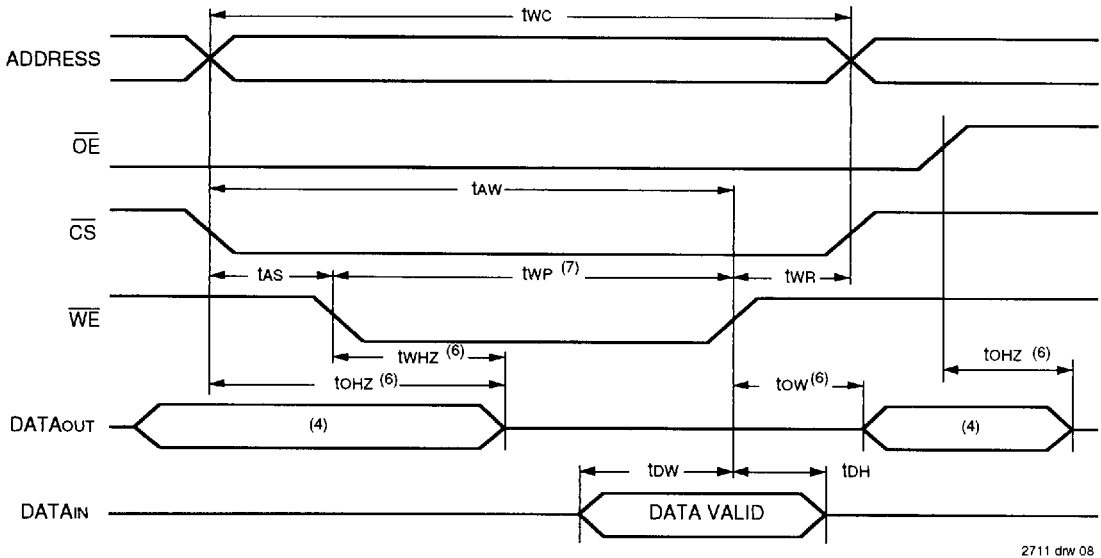 tWC
ADDRESS
OE
tAW
CS
tAS tWP (7) tWR
WE
tWHZ (6) tOHZ (6)
tOHZ (6) tOW (6)
DATAOUT (4) (4)
tDW tDH
DATAIN DATA VALID
2711 drw 08